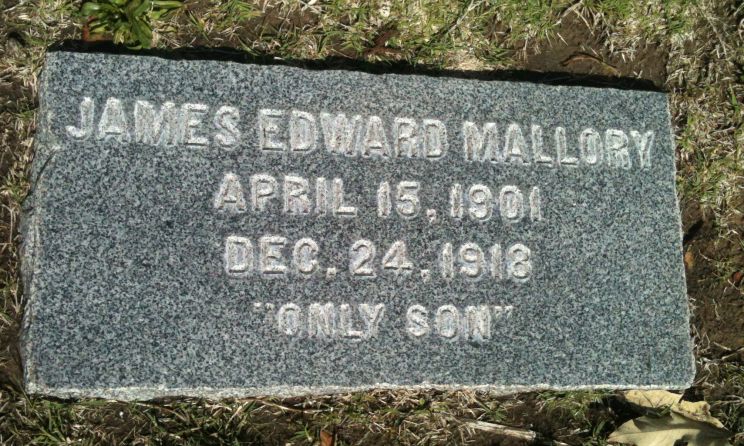 JAMES EDWARD MALLORY
APRIL 15, 1901
DEC. 24, 1918
"ONLY SON"